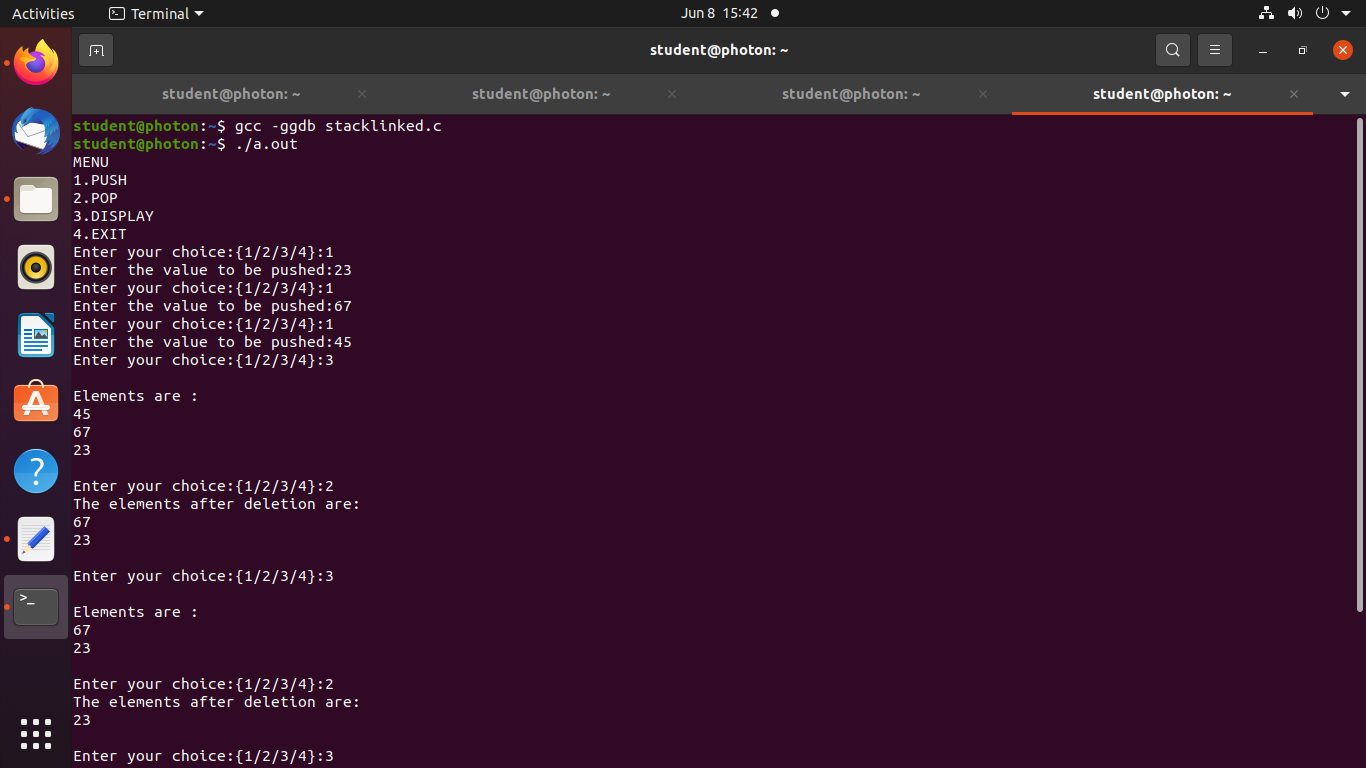 Activities Terminal Jun 8 15:42
student@photon: ~
student@photon: ~ student@photon: ~ student@photon: ~ student@photon: ~
student@photon:~$ gcc -ggdb stacklinked.c
student@photon:~$ ./a.out
MENU
1.PUSH
2.POP
3.DISPLAY
4.EXIT
Enter your choice:{1/2/3/4}:1
Enter the value to be pushed:23
Enter your choice:{1/2/3/4}:1
Enter the value to be pushed:67
Enter your choice:{1/2/3/4}:1
Enter the value to be pushed:45
Enter your choice:{1/2/3/4}:3
Elements are :
45
67
23
Enter your choice:{1/2/3/4}:2
The elements after deletion are:
67
23
Enter your choice:{1/2/3/4}:3
Elements are :
67
23
Enter your choice:{1/2/3/4}:2
The elements after deletion are:
23
Enter your choice:{1/2/3/4}:3